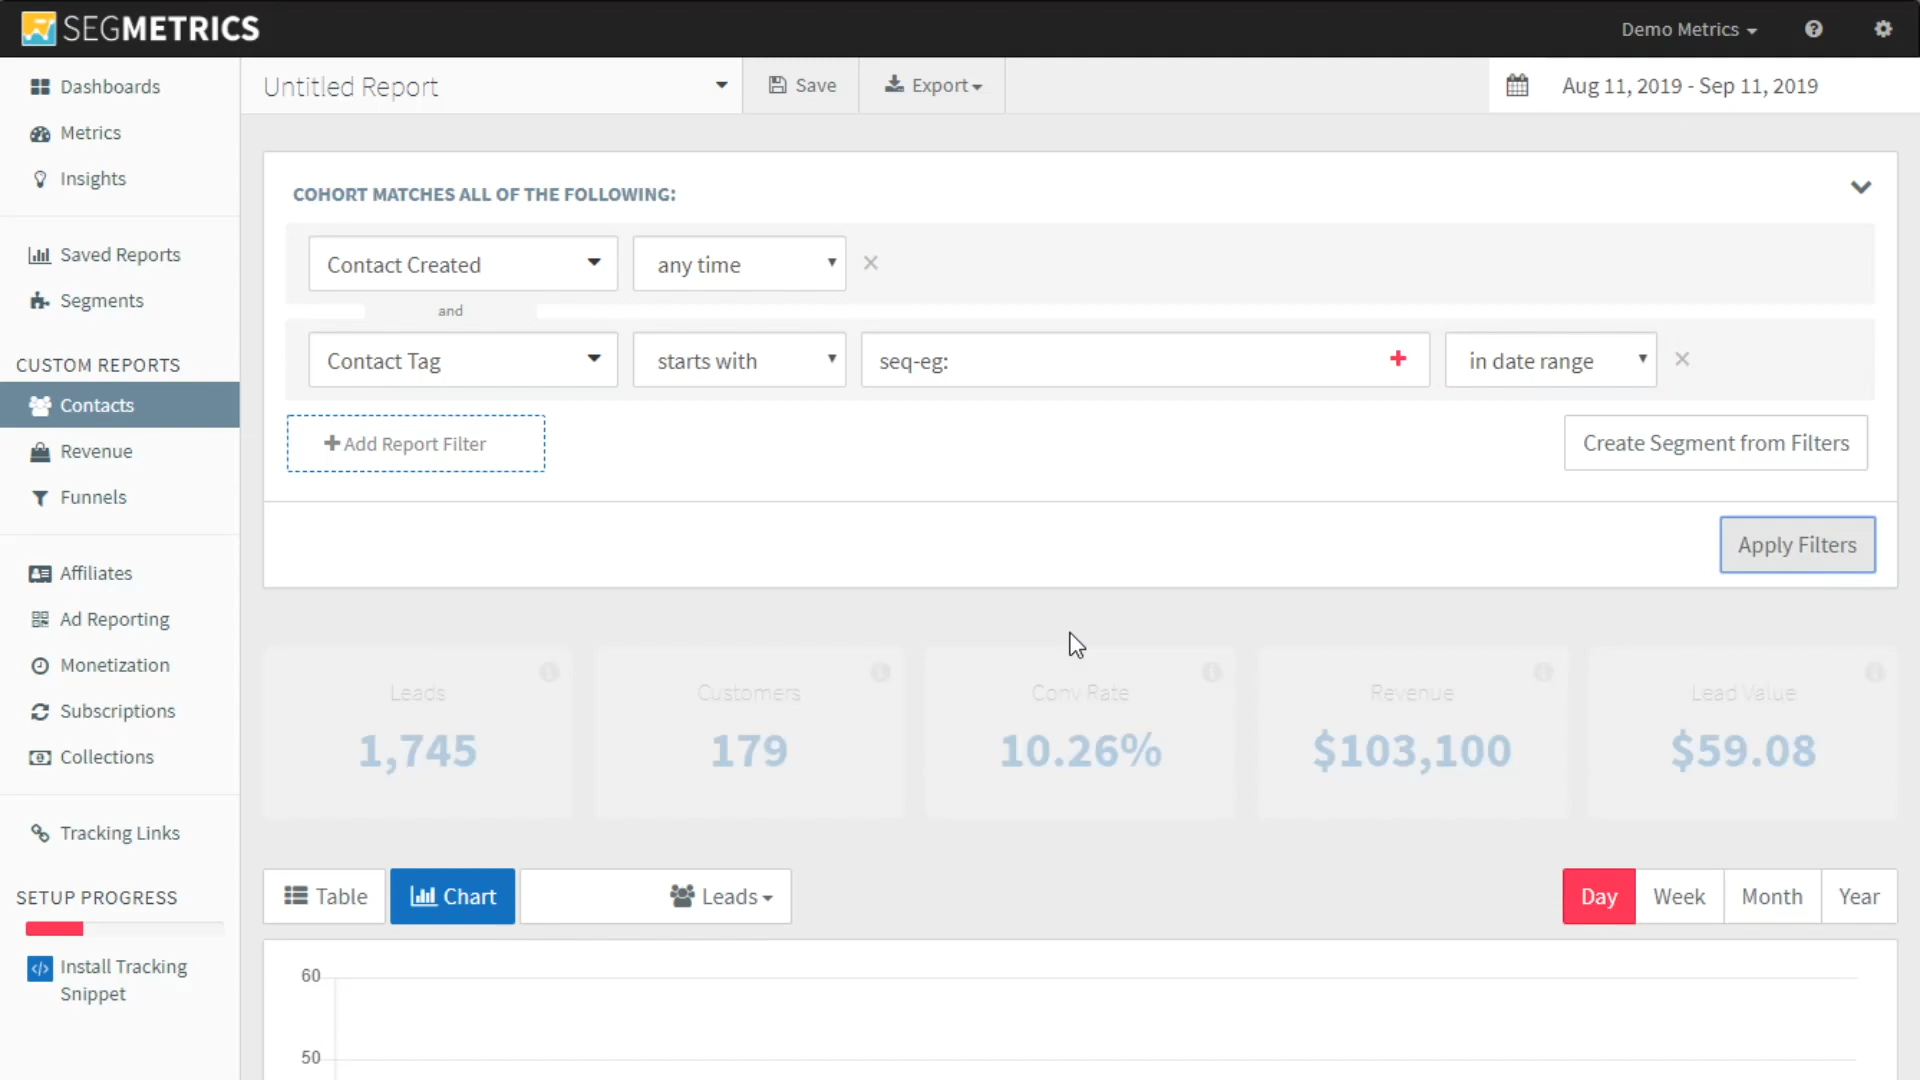 SEGMETRICS
Demo Metrics
Dashboards
Metrics
Insights
Saved Reports
Segments
CUSTOM REPORTS
Contacts
Revenue
Funnels
Affiliates
Ad Reporting
Monetization
Subscriptions
Collections
Tracking Links
SETUP PROGRESS
Install Tracking
Snippet
Untitled Report
Save
Export
Aug 11, 2019 - Sep 11, 2019
COHORT MATCHES ALL OF THE FOLLOWING:
Contact Created any time
and
Contact Tag starts with seq-eg: in date range
Add Report Filter
Create Segment from Filters
Apply Filters
Leads Customers Conv Rate Revenue Lead Value
1,745 179 10.26% $103,100 $59.08
Table Chart Leads Day Week Month Year
60
50